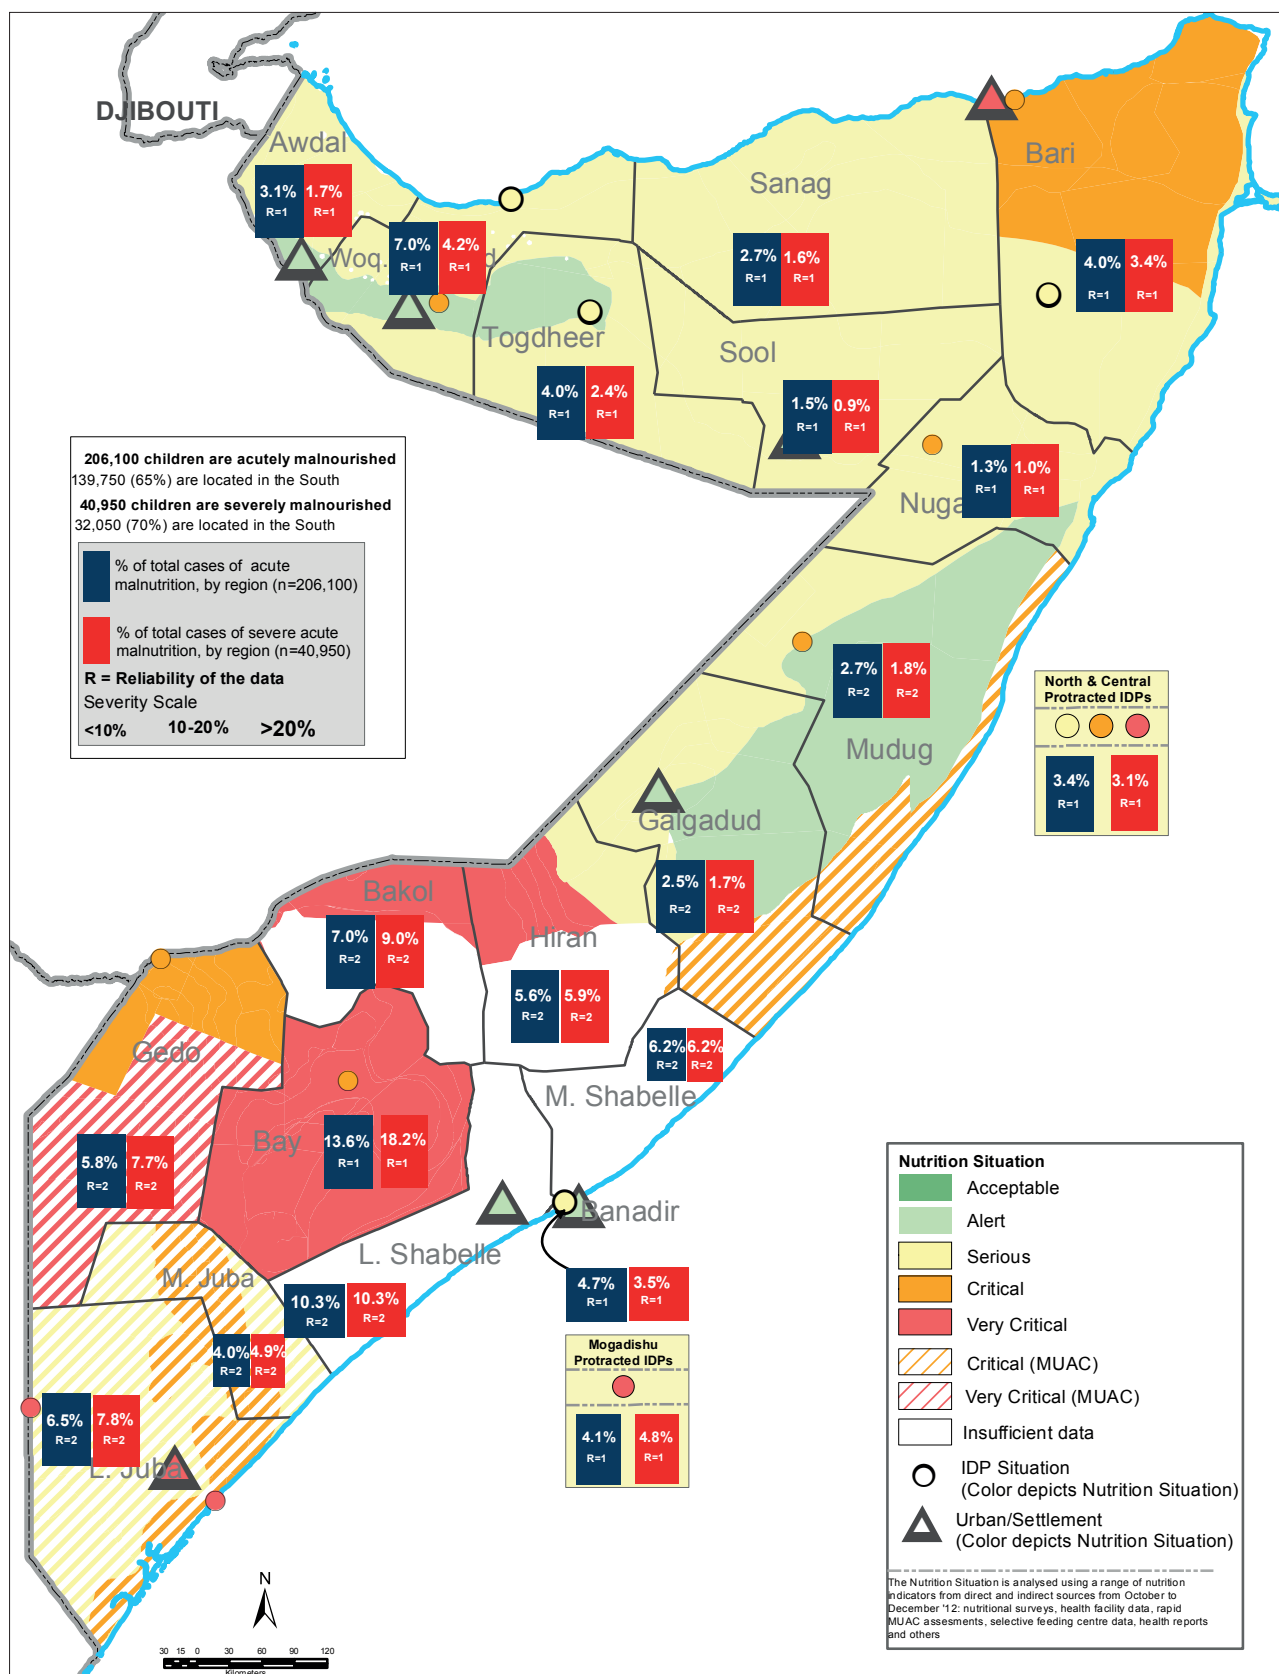 DJIBOUTI
Awdal
3.1% 1.7%
R=1 R=1
Woq.
d
7.0% 4.2%
R=1 R=1
Togdheer
4.0% 2.4%
R=1 R=1
Sanag
2.7% 1.6%
R=1 R=1
Sool
1.5% 0.9%
R=1 R=1
Bari
4.0% 3.4%
R=1 R=1
Nuga
1.3% 1.0%
R=1 R=1
206,100 children are acutely malnourished
139,750 (65%) are located in the South
40,950 children are severely malnourished
32,050 (70%) are located in the South
% of total cases of acute
malnutrition, by region (n=206,100)
% of total cases of severe acute
malnutrition, by region (n=40,950)
R = Reliability of the data
Severity Scale
<10% 10-20% >20%
2.7% 1.8%
R=2 R=2
Mudug
North & Central
Protracted IDPs
3.4% 3.1%
R=1 R=1
Galgadud
2.5% 1.7%
R=2 R=2
Bakol
7.0% 9.0%
R=2 R=2
Hiran
5.6% 5.9%
R=2 R=2
6.2% 6.2%
R=2 R=2
M. Shabelle
Gedo
5.8% 7.7%
R=2 R=2
Bay
13.6% 18.2%
R=1 R=1
Banadir
4.7% 3.5%
R=1 R=1
L. Shabelle
10.3% 10.3%
R=2 R=2
M. Juba
4.0% 4.9%
R=2 R=2
6.5% 7.8%
R=2 R=2
L. Juba
Mogadishu
Protracted IDPs
4.1% 4.8%
R=1 R=1
Nutrition Situation
Acceptable
Alert
Serious
Critical
Very Critical
Critical (MUAC)
Very Critical (MUAC)
Insufficient data
IDP Situation
(Color depicts Nutrition Situation)
Urban/Settlement
(Color depicts Nutrition Situation)
The Nutrition Situation is analysed using a range of nutrition
indicators from direct and indirect sources from October to
December '12: nutritional surveys, health facility data, rapid
MUAC assesments, selective feeding centre data, health reports
and others
N
30 15 0 30 60 90 120
Kilometers